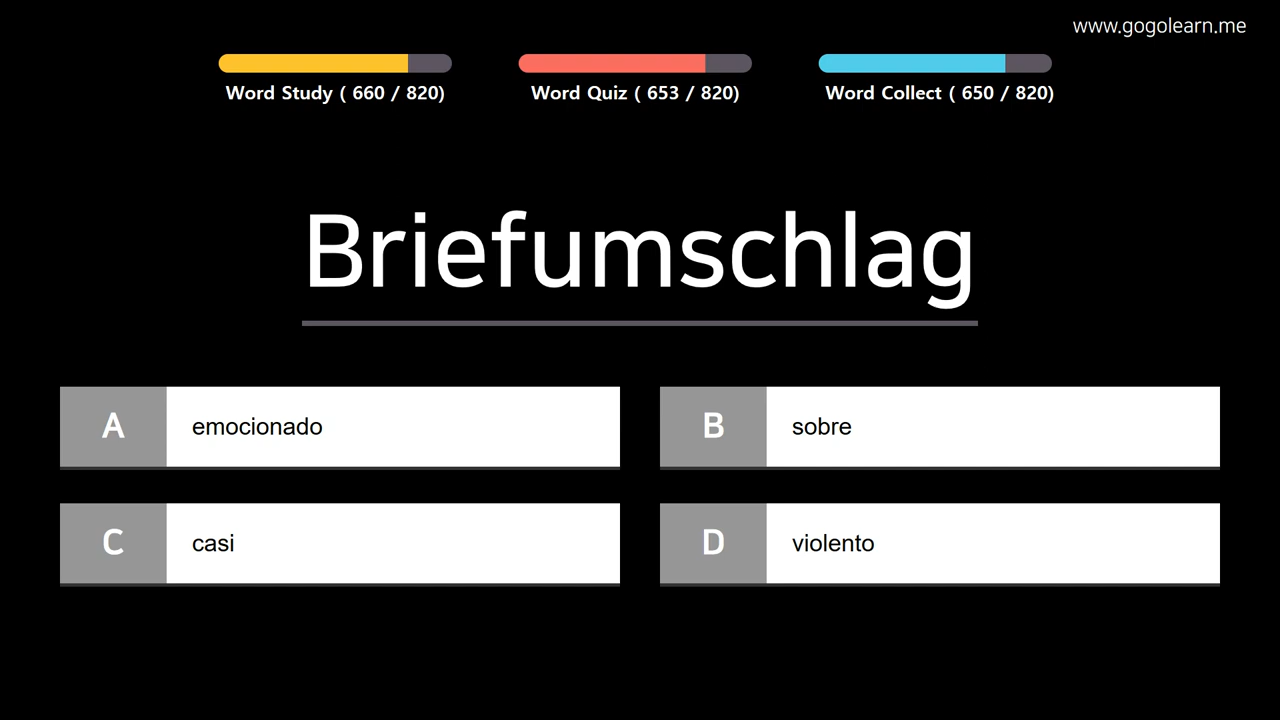 www.gogolearn.me
Word Study ( 660 / 820)
Word Quiz ( 653 / 820)
Word Collect ( 650 / 820)
Briefumschlag
A emocionado
B sobre
C casi
D violento